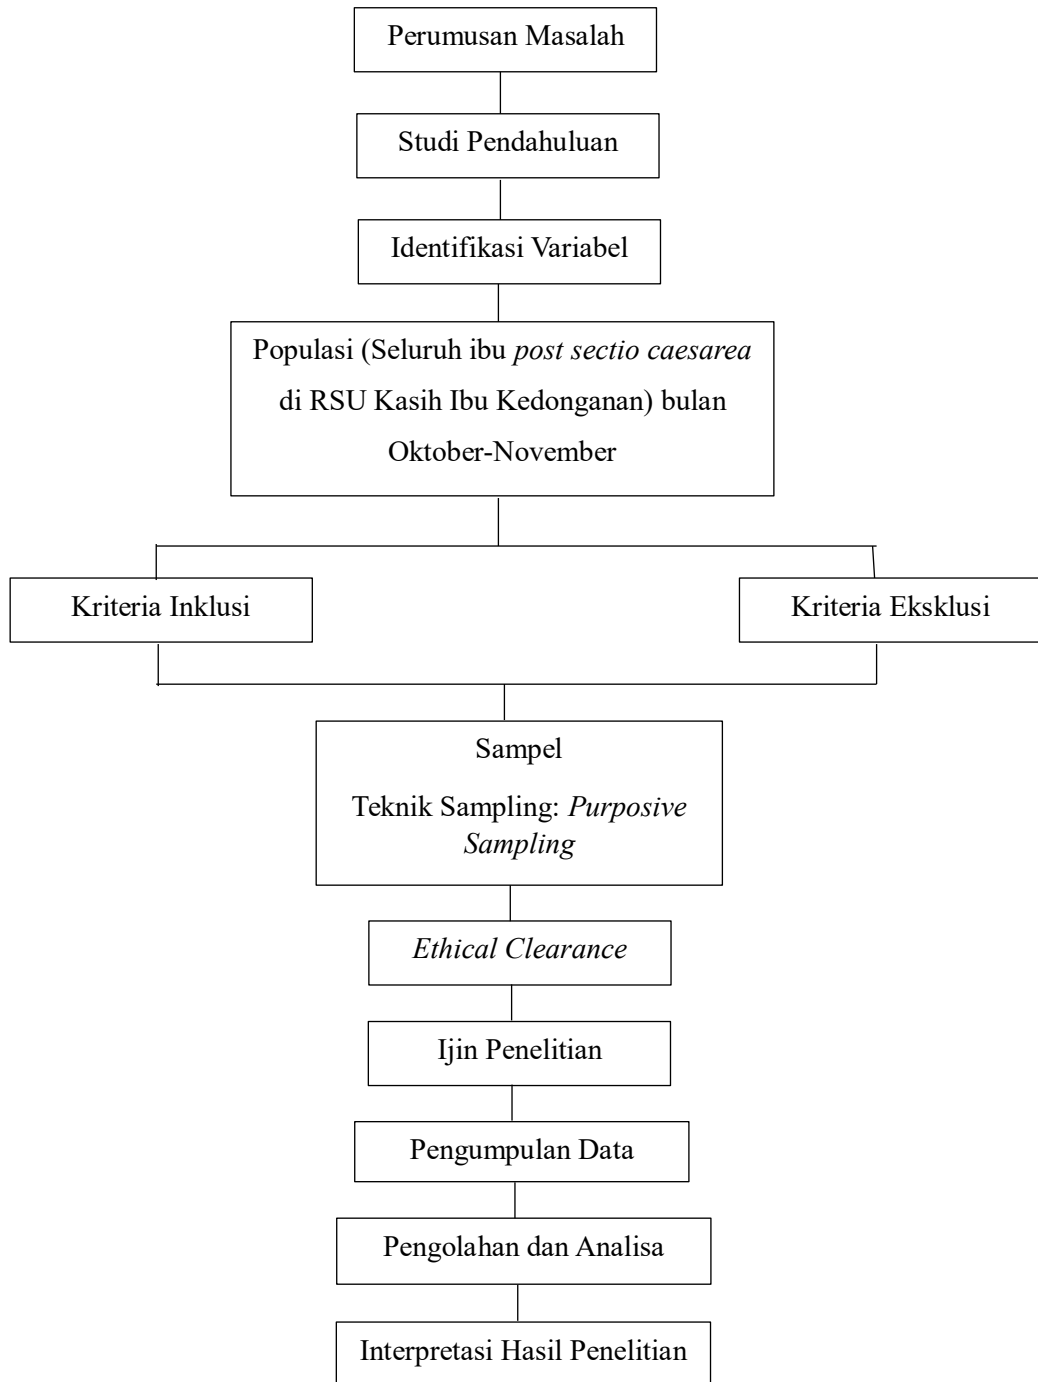 Perumusan Masalah
Studi Pendahuluan
Identifikasi Variabel
Populasi (Seluruh ibu post sectio caesarea
di RSU Kasih Ibu Kedonganan) bulan
Oktober-November
Kriteria Inklusi
Kriteria Eksklusi
Sampel
Teknik Sampling: Purposive
Sampling
Ethical Clearance
Ijin Penelitian
Pengumpulan Data
Pengolahan dan Analisa
Interpretasi Hasil Penelitian